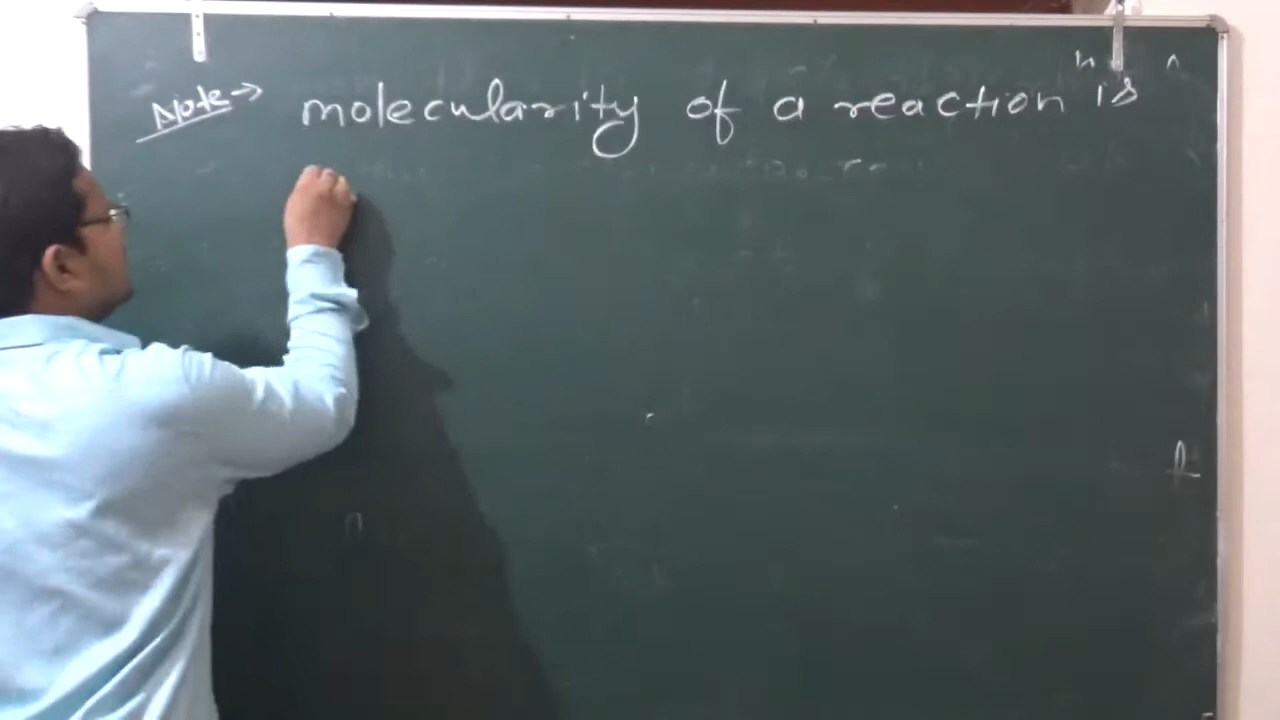 Note → molecularity of a reaction is